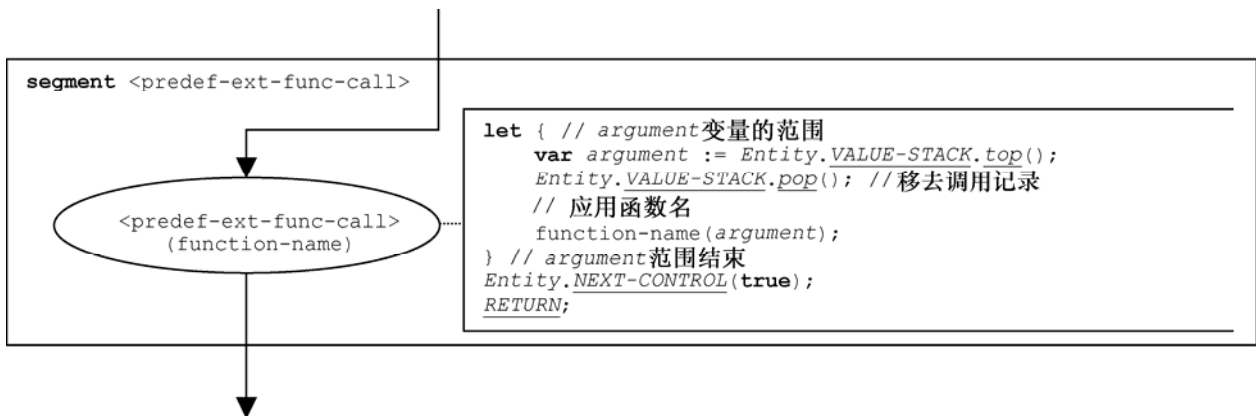 segment <predef-ext-func-call>
<predef-ext-func-call>
(function-name)
let { // argument变量的范围
var argument := Entity.VALUE-STACK.top();
Entity.VALUE-STACK.pop(); //移去调用记录
// 应用函数名
function-name(argument);
} // argument范围结束
Entity.NEXT-CONTROL(true);
RETURN;